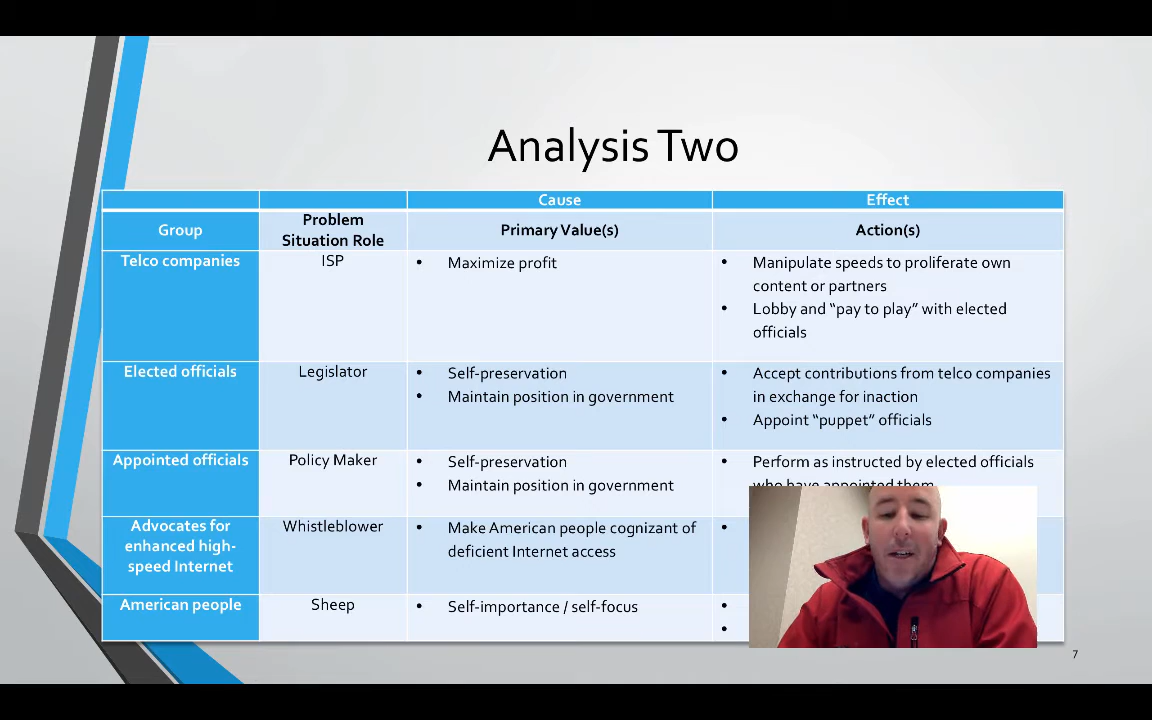 Analysis Two
Cause
Effect
Group
Problem
Situation Role
Primary Value(s)
Action(s)
Telco companies
ISP
• Maximize profit
• Manipulate speeds to proliferate own
content or partners
• Lobby and “pay to play” with elected
officials
Elected officials
Legislator
• Self-preservation
• Maintain position in government
• Accept contributions from telco companies
in exchange for inaction
• Appoint “puppet” officials
Appointed officials
Policy Maker
• Self-preservation
• Maintain position in government
• Perform as instructed by elected officials
who have appointed them
Advocates for
enhanced high-
speed Internet
Whistleblower
• Make American people cognizant of
deficient Internet access
•
American people
Sheep
• Self-importance / self-focus
•
•
7